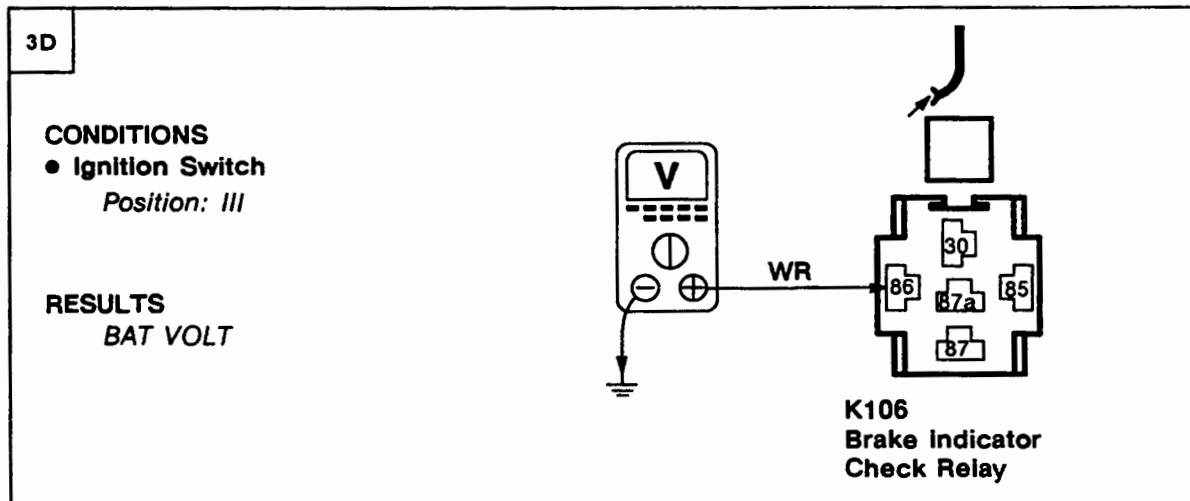 3D
CONDITIONS
● Ignition Switch
Position: III
RESULTS
BAT VOLT
V
WR
30
86
87a
85
87
K106
Brake indicator
Check Relay